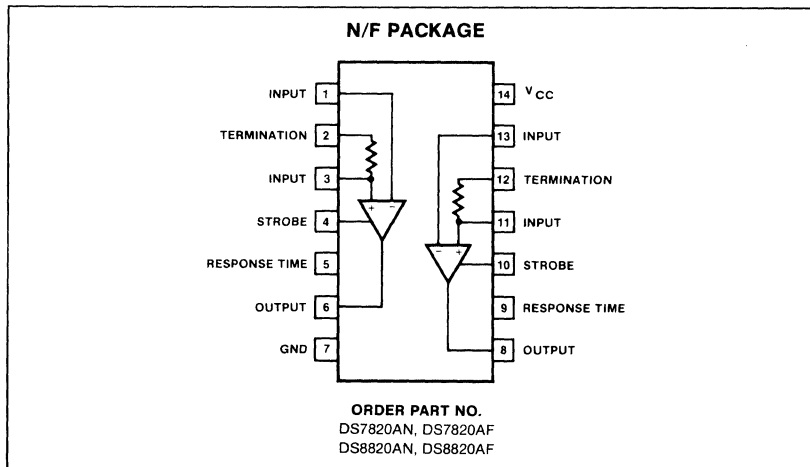 N/F PACKAGE
INPUT 1
TERMINATION 2
INPUT 3
STROBE 4
RESPONSE TIME 5
OUTPUT 6
GND 7
14 VCC
13 INPUT
12 TERMINATION
11 INPUT
10 STROBE
9 RESPONSE TIME
8 OUTPUT
+ −
− +
ORDER PART NO.
DS7820AN, DS7820AF
DS8820AN, DS8820AF